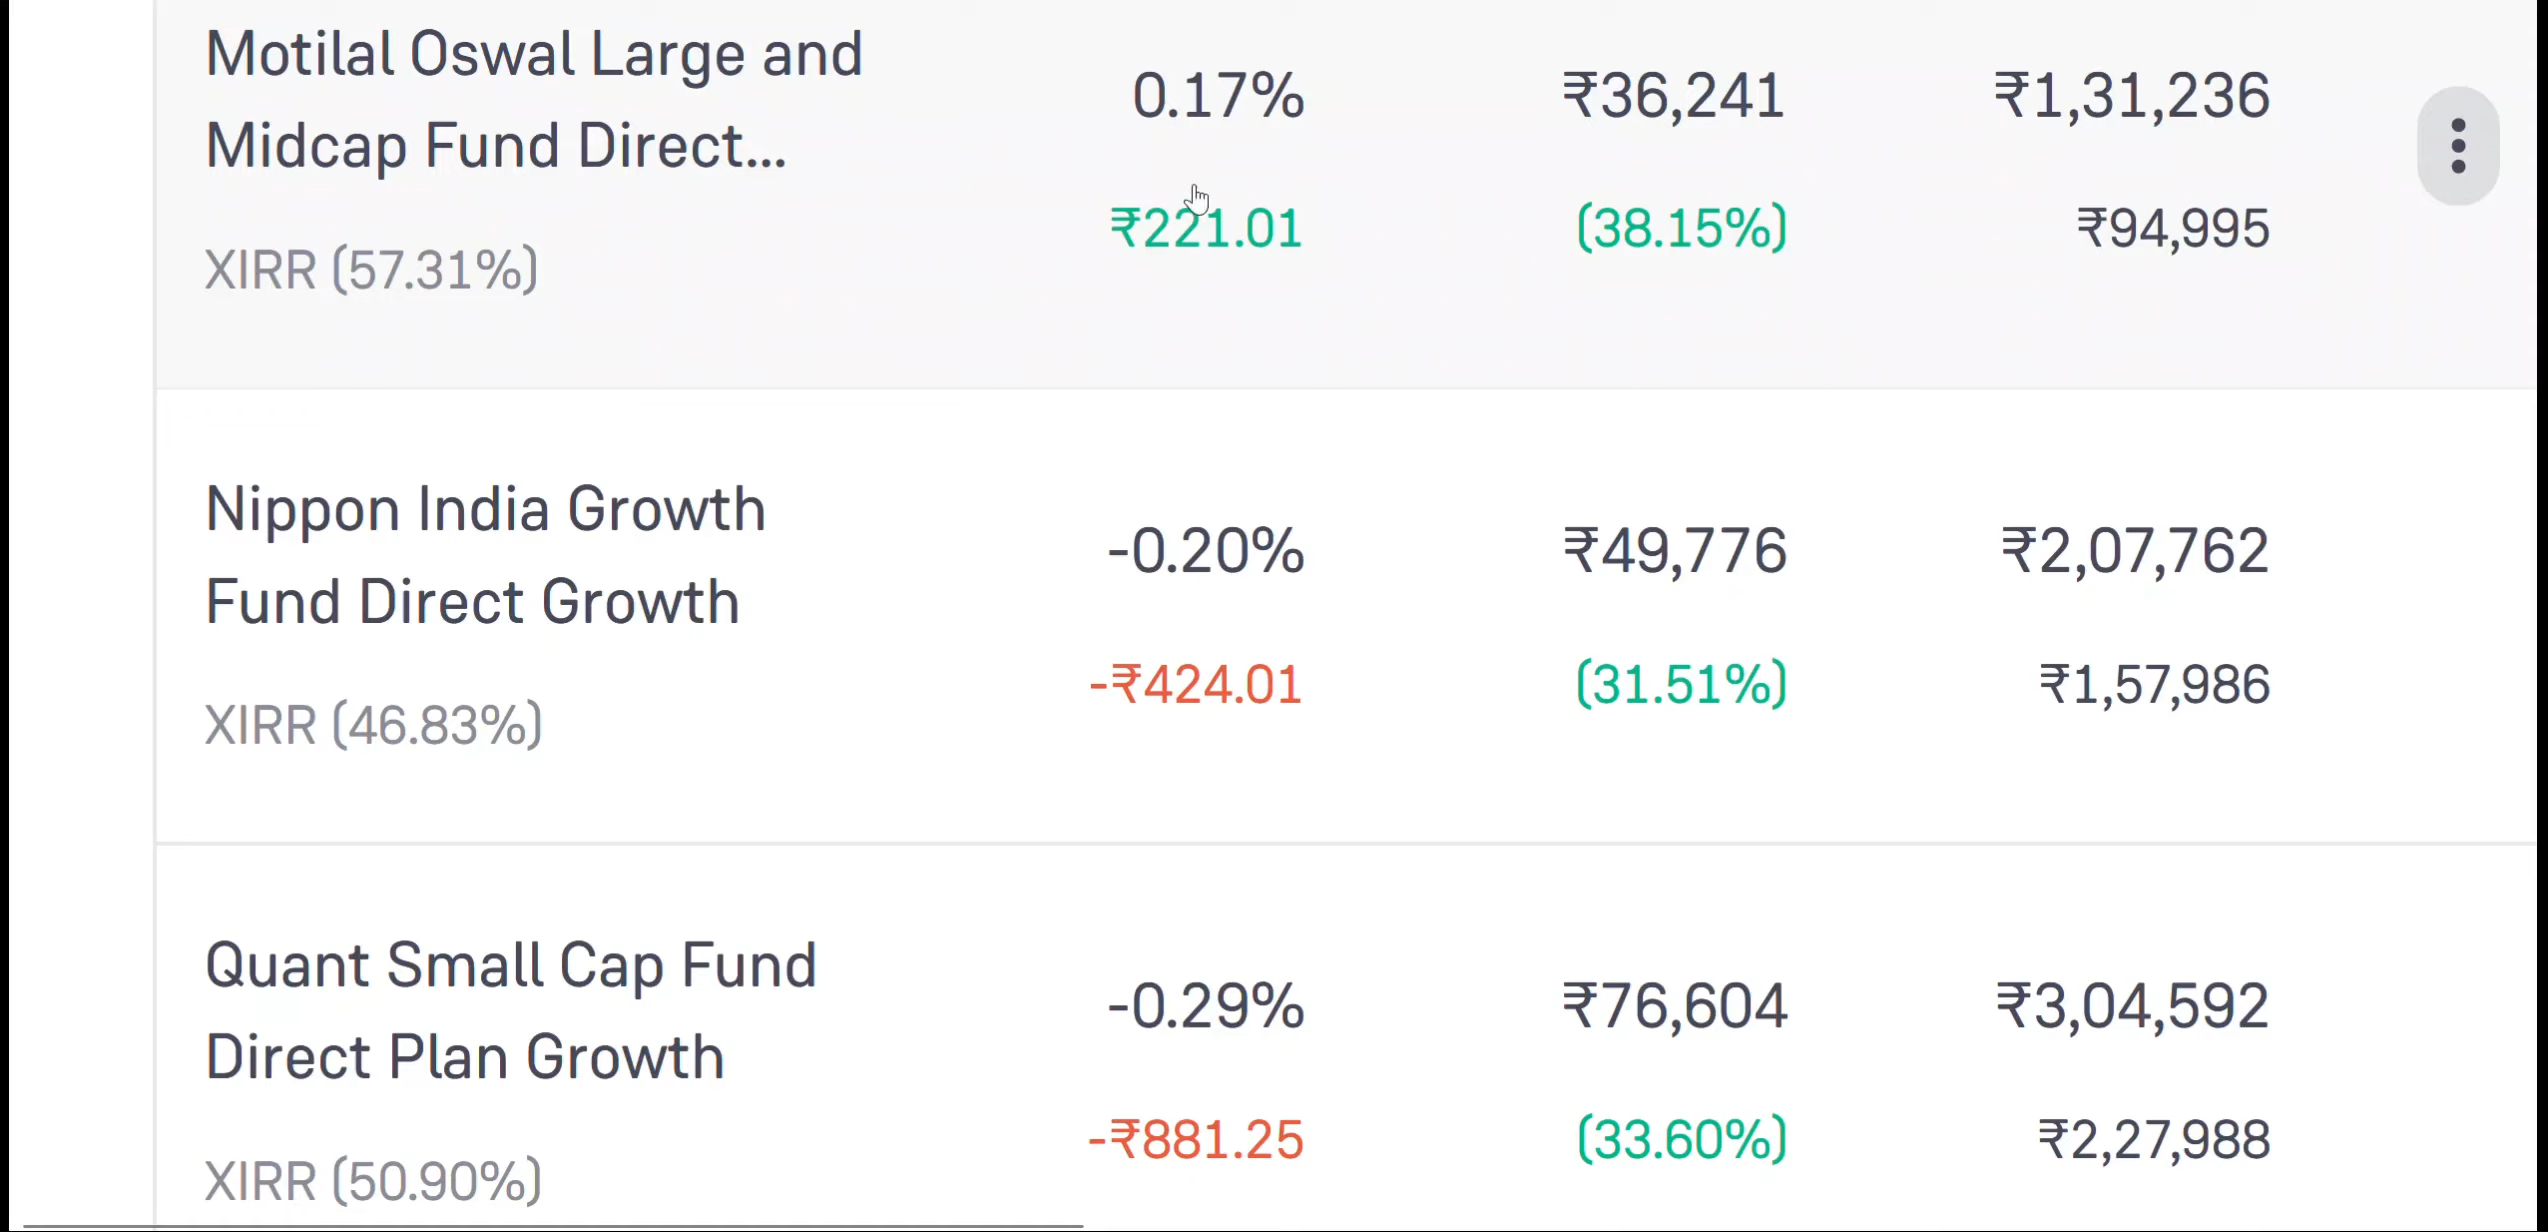 Motilal Oswal Large and
Midcap Fund Direct...
XIRR (57.31%)
0.17%
₹221.01
₹36,241
(38.15%)
₹1,31,236
₹94,995
Nippon India Growth
Fund Direct Growth
XIRR (46.83%)
-0.20%
-₹424.01
₹49,776
(31.51%)
₹2,07,762
₹1,57,986
Quant Small Cap Fund
Direct Plan Growth
XIRR (50.90%)
-0.29%
-₹881.25
₹76,604
(33.60%)
₹3,04,592
₹2,27,988